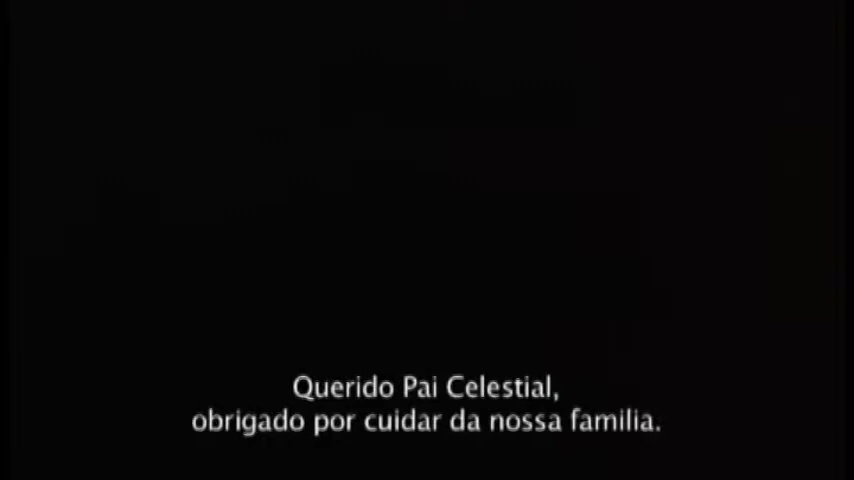 Querido Pai Celestial,
obrigado por cuidar da nossa familia.